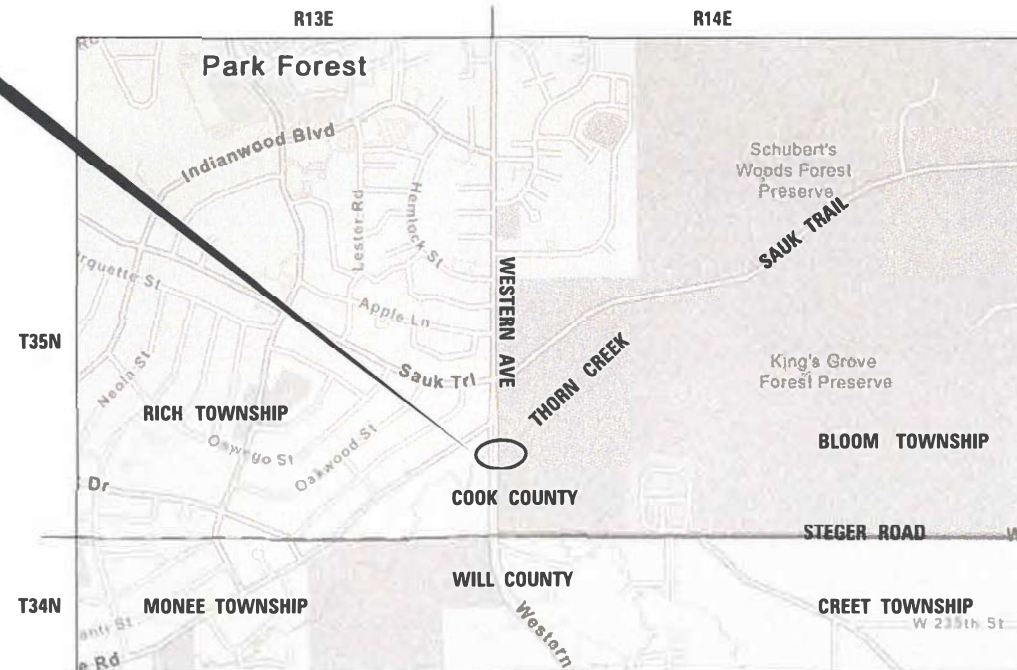 R13E
R14E
Park Forest
Indianwood Blvd
Schubert's
Woods Forest
Preserve
Lester Rd
Hemlock St
SAUK TRAIL
WESTERN AVE
Apple Ln
T35N
THORN CREEK
Sauk Trl
King's Grove
Forest Preserve
Neola St
RICH TOWNSHIP
Oswego St
Oakwood St
BLOOM TOWNSHIP
Dr
COOK COUNTY
STEGER ROAD
W
WILL COUNTY
T34N
MONEE TOWNSHIP
CREET TOWNSHIP
Western
W 235th St
Rd